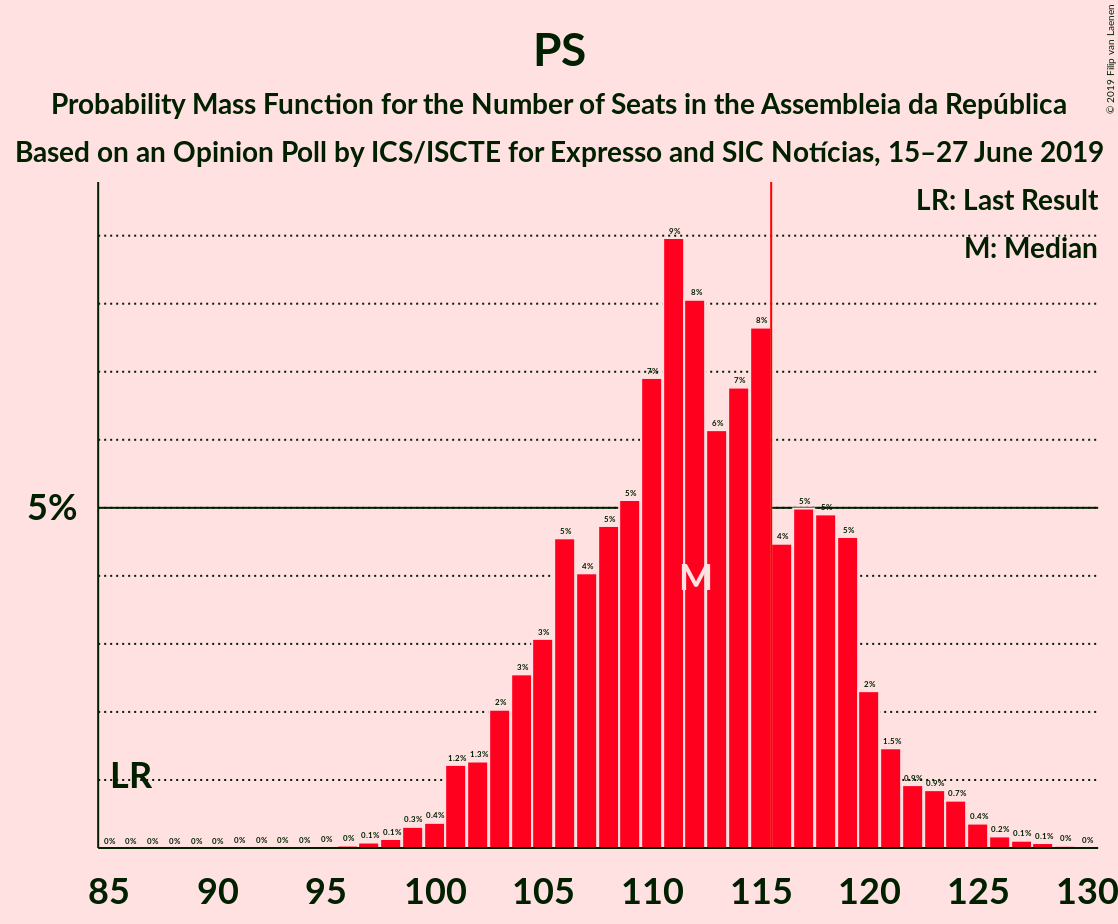 PS
Probability Mass Function for the Number of Seats in the Assembleia da República
Based on an Opinion Poll by ICS/ISCTE for Expresso and SIC Notícias, 15–27 June 2019
© 2019 Filip van Laenen
LR: Last Result
M: Median
5%
0% 0% 0% 0% 0% 0% 0% 0% 0% 0% 0% 0% 0.1% 0.1% 0.3% 0.4% 1.2% 1.3% 2% 3% 3% 5% 4% 5% 5% 7% 9% 8% 6% 7% 8% 4% 5% 5% 5% 2% 1.5% 0.9% 0.9% 0.7% 0.4% 0.2% 0.1% 0.1% 0% 0%
M
LR
85 90 95 100 105 110 115 120 125 130